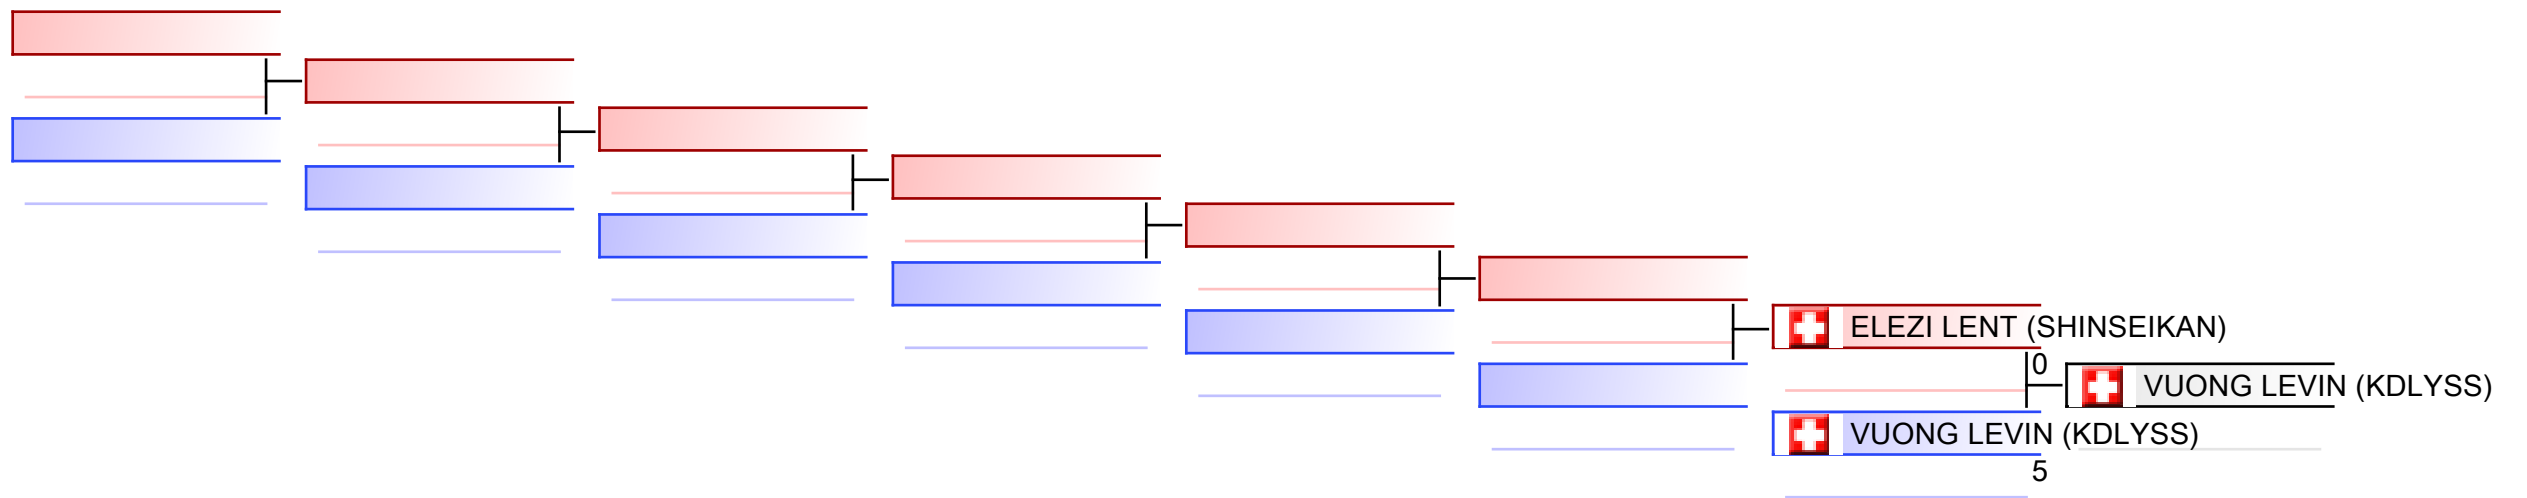 ELEZI LENT (SHINSEIKAN)
0
VUONG LEVIN (KDLYSS)
VUONG LEVIN (KDLYSS)
5